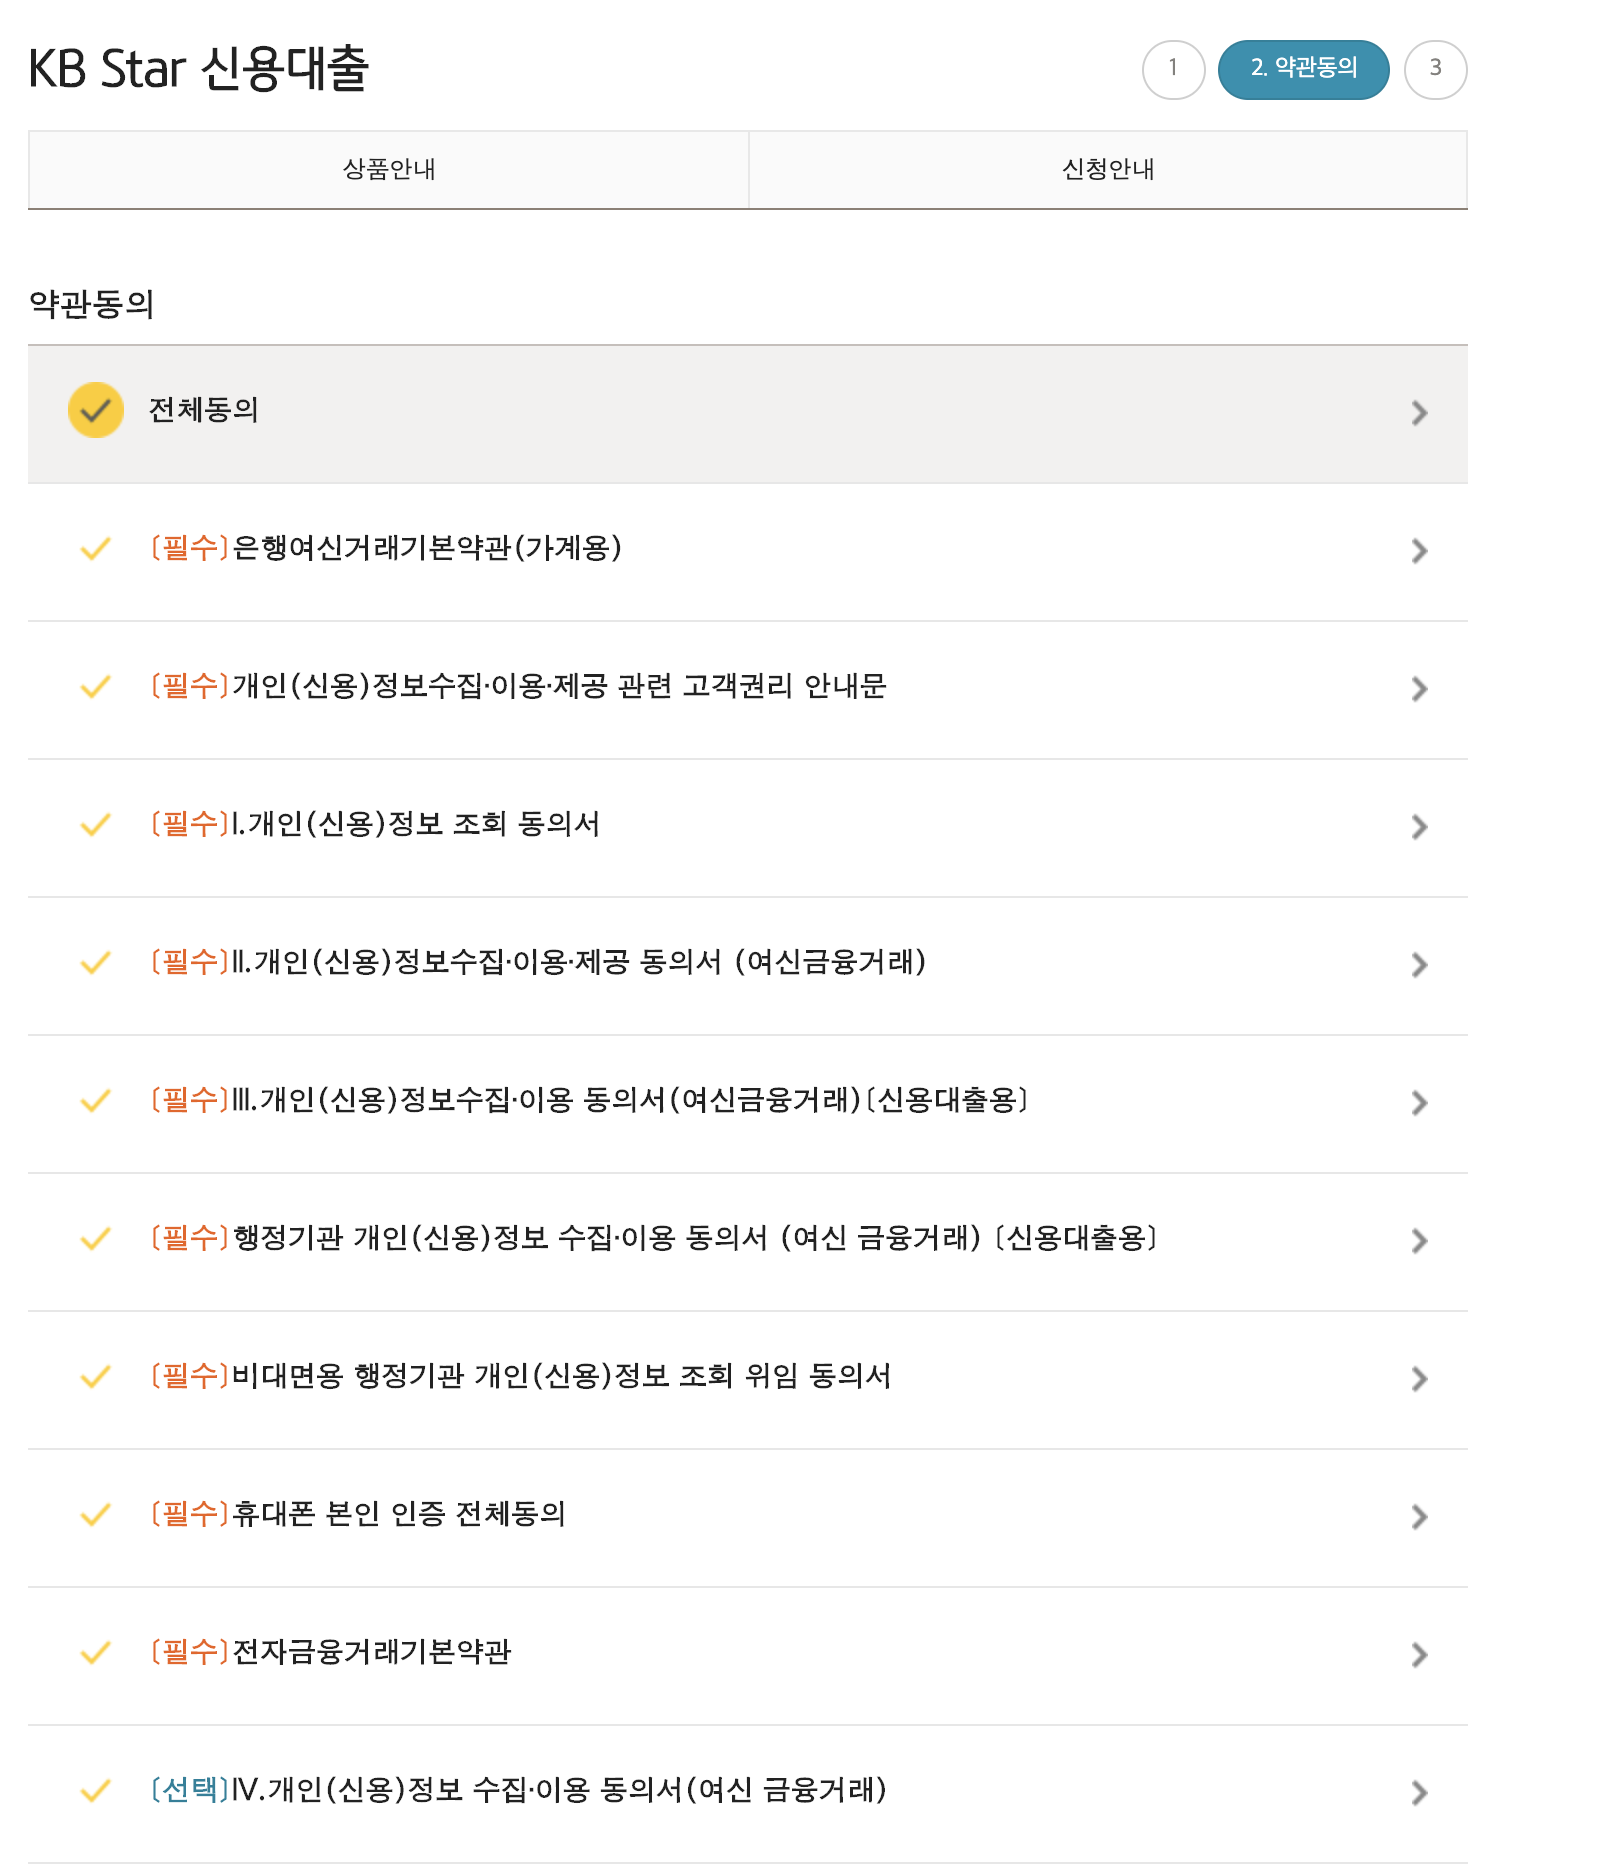 KB Star 신용대출
1
2. 약관동의
3
상품안내
신청안내
약관동의
전체동의
[필수]은행여신거래기본약관(가계용)
[필수]개인(신용)정보수집·이용·제공 관련 고객권리 안내문
[필수]Ⅰ.개인(신용)정보 조회 동의서
[필수]Ⅱ.개인(신용)정보수집·이용·제공 동의서 (여신금융거래)
[필수]Ⅲ.개인(신용)정보수집·이용 동의서(여신금융거래)[신용대출용]
[필수]행정기관 개인(신용)정보 수집·이용 동의서 (여신 금융거래) [신용대출용]
[필수]비대면용 행정기관 개인(신용)정보 조회 위임 동의서
[필수]휴대폰 본인 인증 전체동의
[필수]전자금융거래기본약관
[선택]Ⅳ.개인(신용)정보 수집·이용 동의서(여신 금융거래)